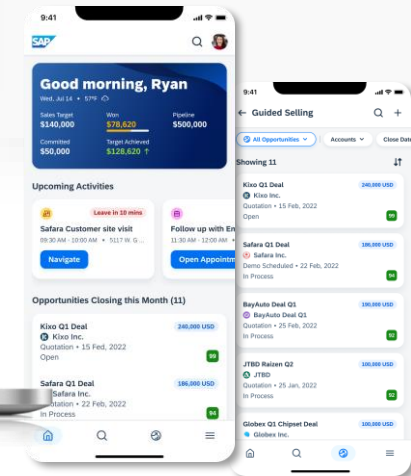 9:41
SAP
Good morning, Ryan
Wed, Jul 14 • 57°F
Sales Target
Won
Pipeline
$140,000
$78,620
$500,000
Committed
Target Achieved
$50,000
$128,620 ↑
Upcoming Activities
Leave in 10 mins
Safara Customer site visit
09:30 AM - 10:00 AM • 5117 W. G ...
Navigate
Follow up with En
11:30 AM - 12:00 AM •
Open Appointm
Opportunities Closing this Month (11)
Kixo Q1 Deal
240,000 USD
Kixo Inc.
Quotation • 15 Fed, 2022
Open
99
Safara Q1 Deal
186,000 USD
Safara Inc.
Quotation • 22 Feb, 2022
In Process
94
9:41
← Guided Selling
All Opportunities
Accounts
Close Date
Showing 11
Kixo Q1 Deal
240,000 USD
Kixo Inc.
Quotation • 15 Feb, 2022
Open
99
Safara Q1 Deal
186,000 USD
Safara Inc.
Demo Scheduled • 22 Feb, 2022
In Process
94
BayAuto Deal Q1
150,000 USD
BayAuto Deal Q1
Quotation • 25 Feb, 2022
In Process
92
JTBD Raizen Q2
100,000 USD
JTBD
Quotation • 25 Jan, 2022
In Process
92
Globex Q1 Chipset Deal
100,000 USD
Globex Inc.